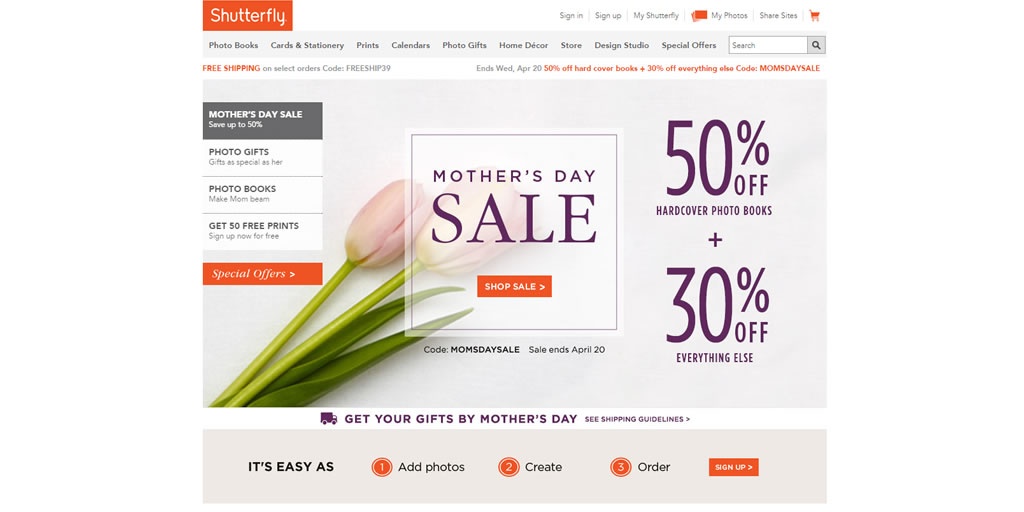 Shutterfly.
Sign in
Sign up
My Shutterfly
My Photos
Share Sites
Photo Books
Cards & Stationery
Prints
Calendars
Photo Gifts
Home Décor
Store
Design Studio
Special Offers
Search
FREE SHIPPING on select orders Code: FREESHIP39
Ends Wed, Apr 20 50% off hard cover books + 30% off everything else Code: MOMSDAYSALE
MOTHER'S DAY SALE
Save up to 50%
PHOTO GIFTS
Gifts as special as her
PHOTO BOOKS
Make Mom beam
GET 50 FREE PRINTS
Sign up now for free
Special Offers >
MOTHER'S DAY
SALE
SHOP SALE >
Code: MOMSDAYSALE Sale ends April 20
50% OFF
HARDCOVER PHOTO BOOKS
+
30% OFF
EVERYTHING ELSE
GET YOUR GIFTS BY MOTHER'S DAY SEE SHIPPING GUIDELINES >
IT'S EASY AS
1 Add photos
2 Create
3 Order
SIGN UP >